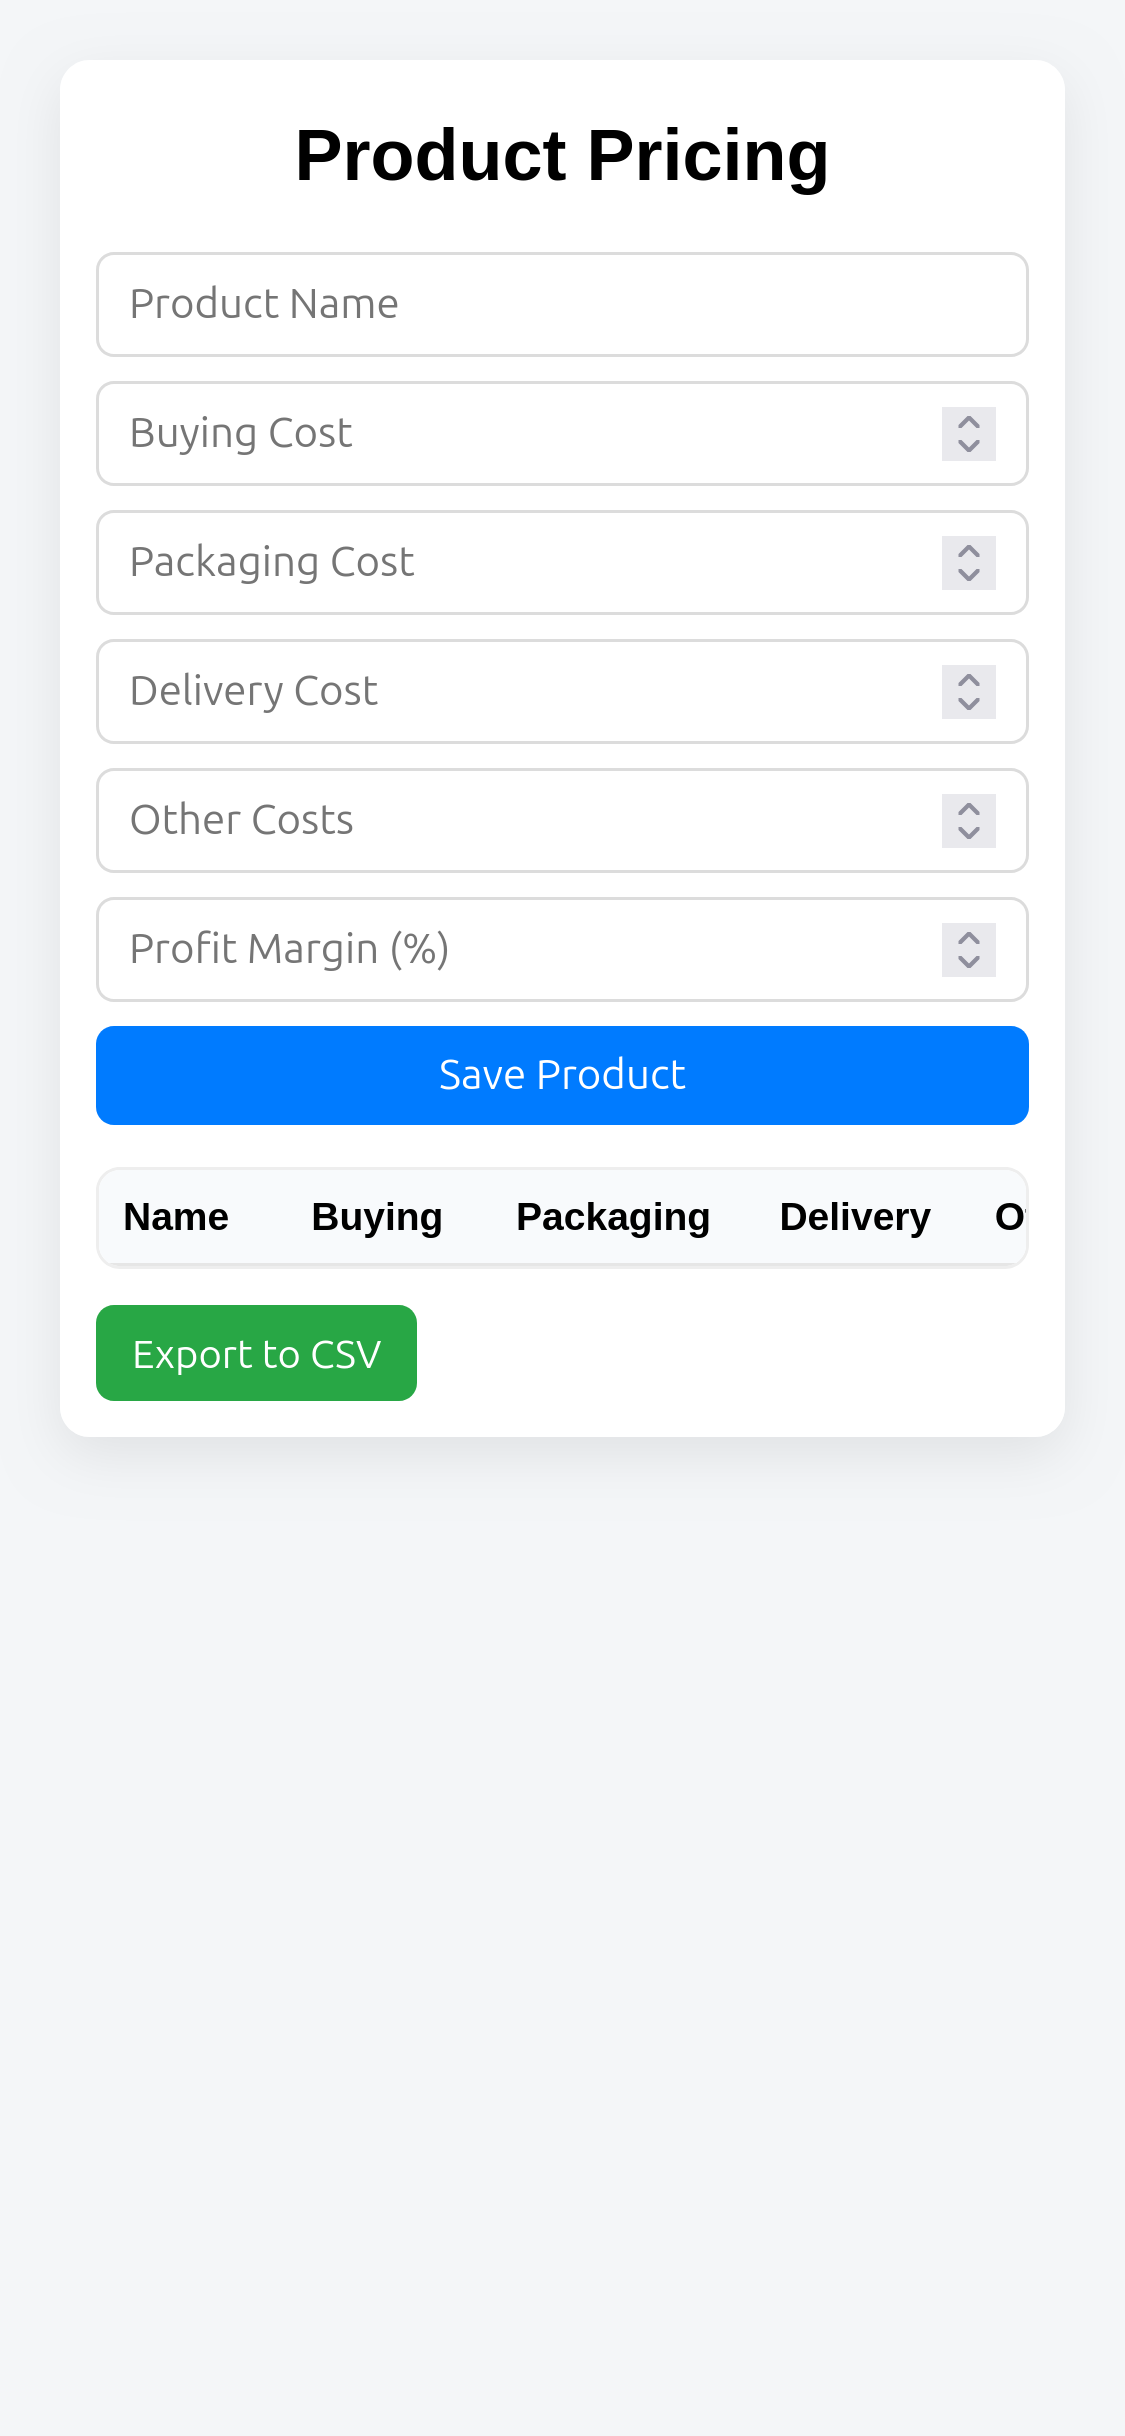 Product Pricing
Product Name
Buying Cost
Packaging Cost
Delivery Cost
Other Costs
Profit Margin (%)
Save Product
Name Buying Packaging Delivery
Export to CSV